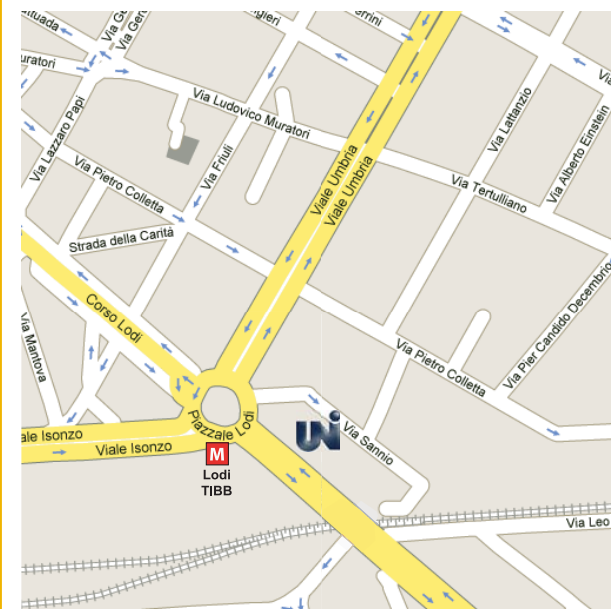 Via Ludovico Muratori
Via Lazzaro Papi
Via Pietro Colletta
Via Friuli
Strada della Carità
Viale Umbria
Viale Umbria
Via Lattanzio
Via Alberto Einstein
Via Tertulliano
Via Pier Candido Decembrio
Corso Lodi
Via Mantova
Via Pietro Colletta
Piazzale Lodi
Viale Isonzo
UNI
Via Sannio
M
Lodi
TIBB
Via Leo